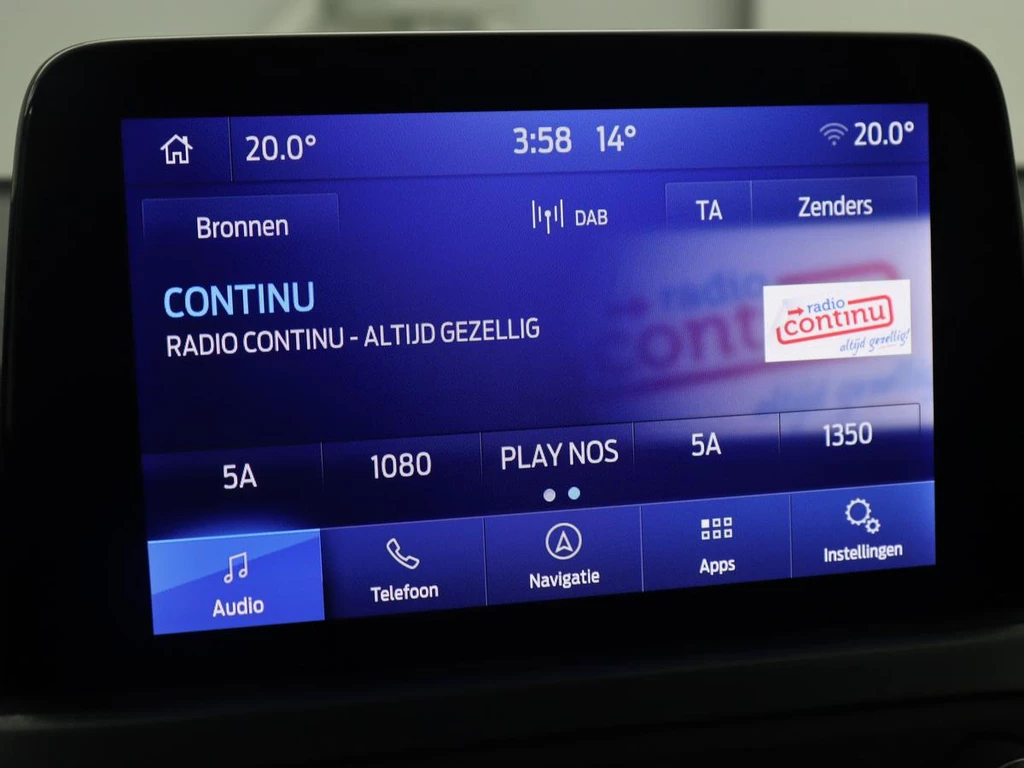 20.0° 3:58 14° 20.0°
Bronnen DAB TA Zenders
CONTINU
RADIO CONTINU - ALTIJD GEZELLIG
radio
continu
altijd gezellig!
5A 1080 PLAY NOS 5A 1350
Audio Telefoon Navigatie Apps Instellingen